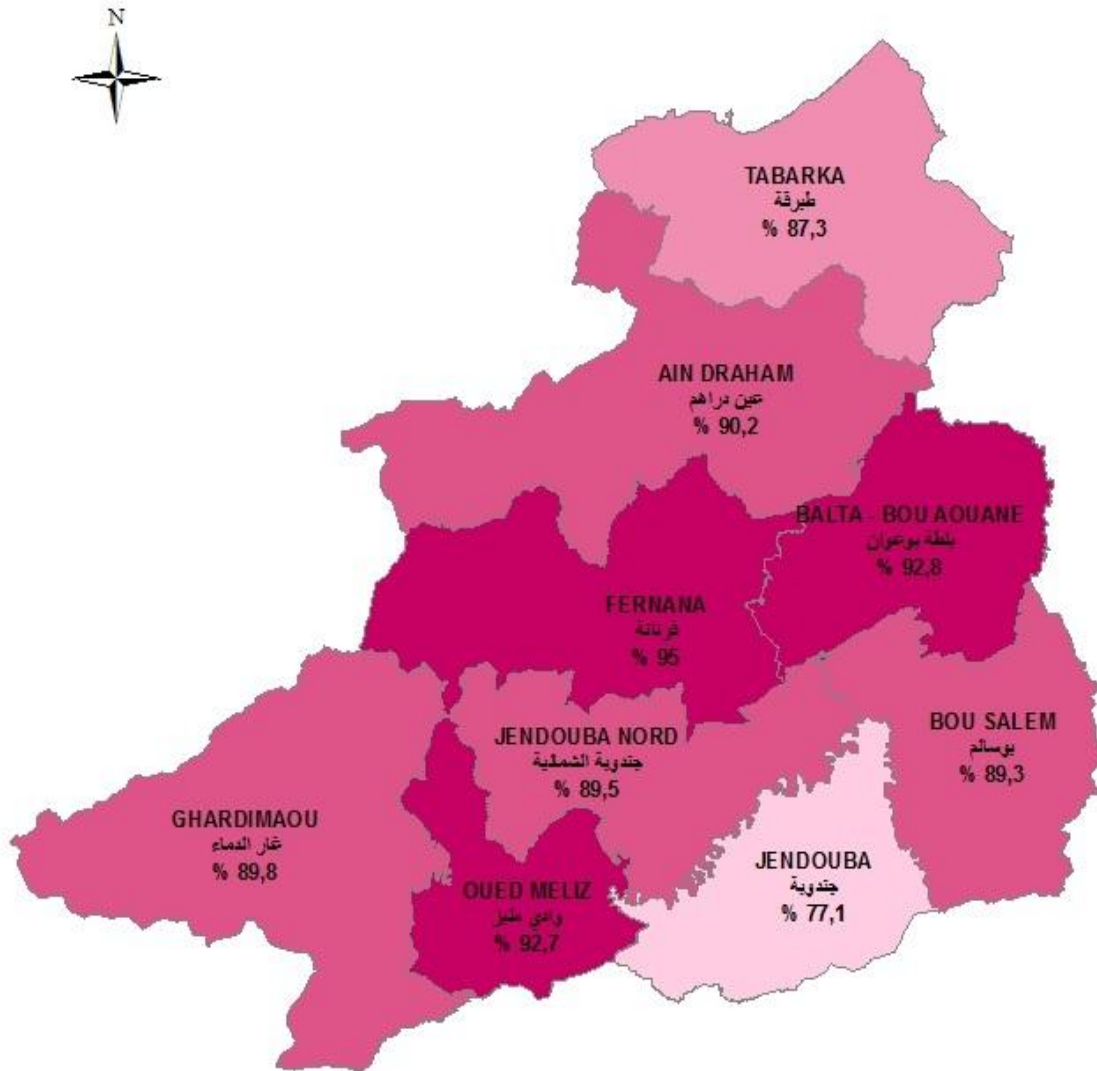 N
TABARKA
طبرقة
% 87,3
AIN DRAHAM
عين دراهم
% 90,2
BALTA - BOU AOUANE
بلطة بوعوان
% 92,8
FERNANA
فرنانة
% 95
BOU SALEM
بوسالم
% 89,3
JENDOUBA NORD
جندوبة الشمالية
% 89,5
GHARDIMAOU
غار الدماء
% 89,8
JENDOUBA
جندوبة
% 77,1
OUED MELIZ
وادي مليز
% 92,7